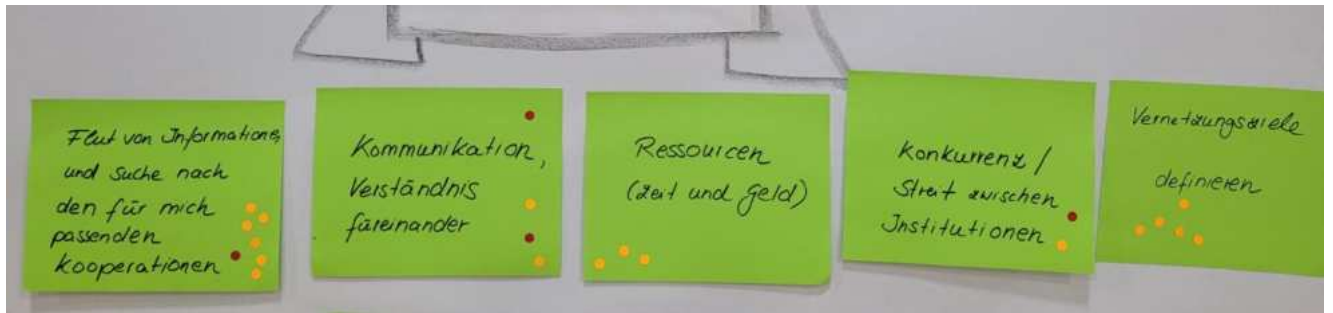 Flut von Informationen,
und suche nach
den für mich
passenden
Kooperationen
Kommunikation,
Verständnis
füreinander
Ressourcen
(Zeit und Geld)
Konkurrenz /
Streit zwischen
Institutionen
Vernetzungsziele
definieren